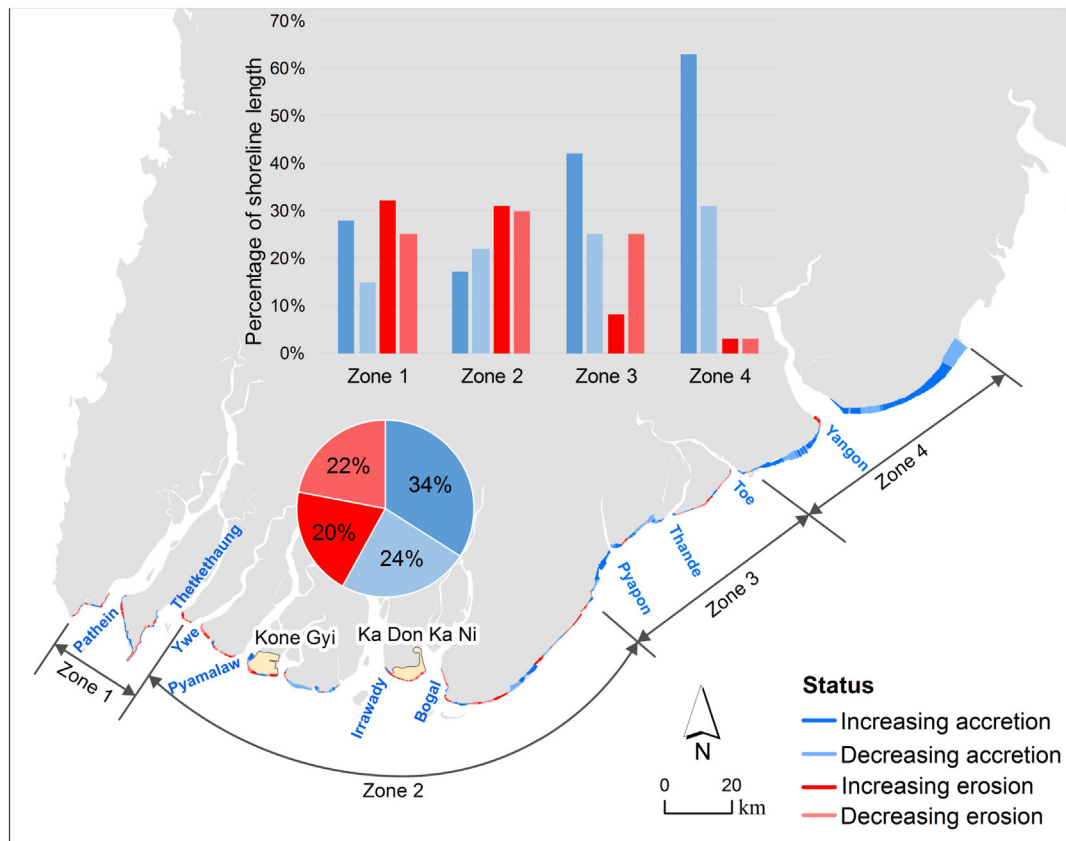 Percentage of shoreline length
70%
60%
50%
40%
30%
20%
10%
0%
Zone 1
Zone 2
Zone 3
Zone 4
34%
24%
20%
22%
Pathein
Thetkethaung
Ywe
Pyamalaw
Kone Gyi
Ka Don Ka Ni
Irrawady
Bogal
Pyapon
Thande
Toe
Yangon
Zone 1
Zone 2
Zone 3
Zone 4
N
0 20
km
Status
Increasing accretion
Decreasing accretion
Increasing erosion
Decreasing erosion